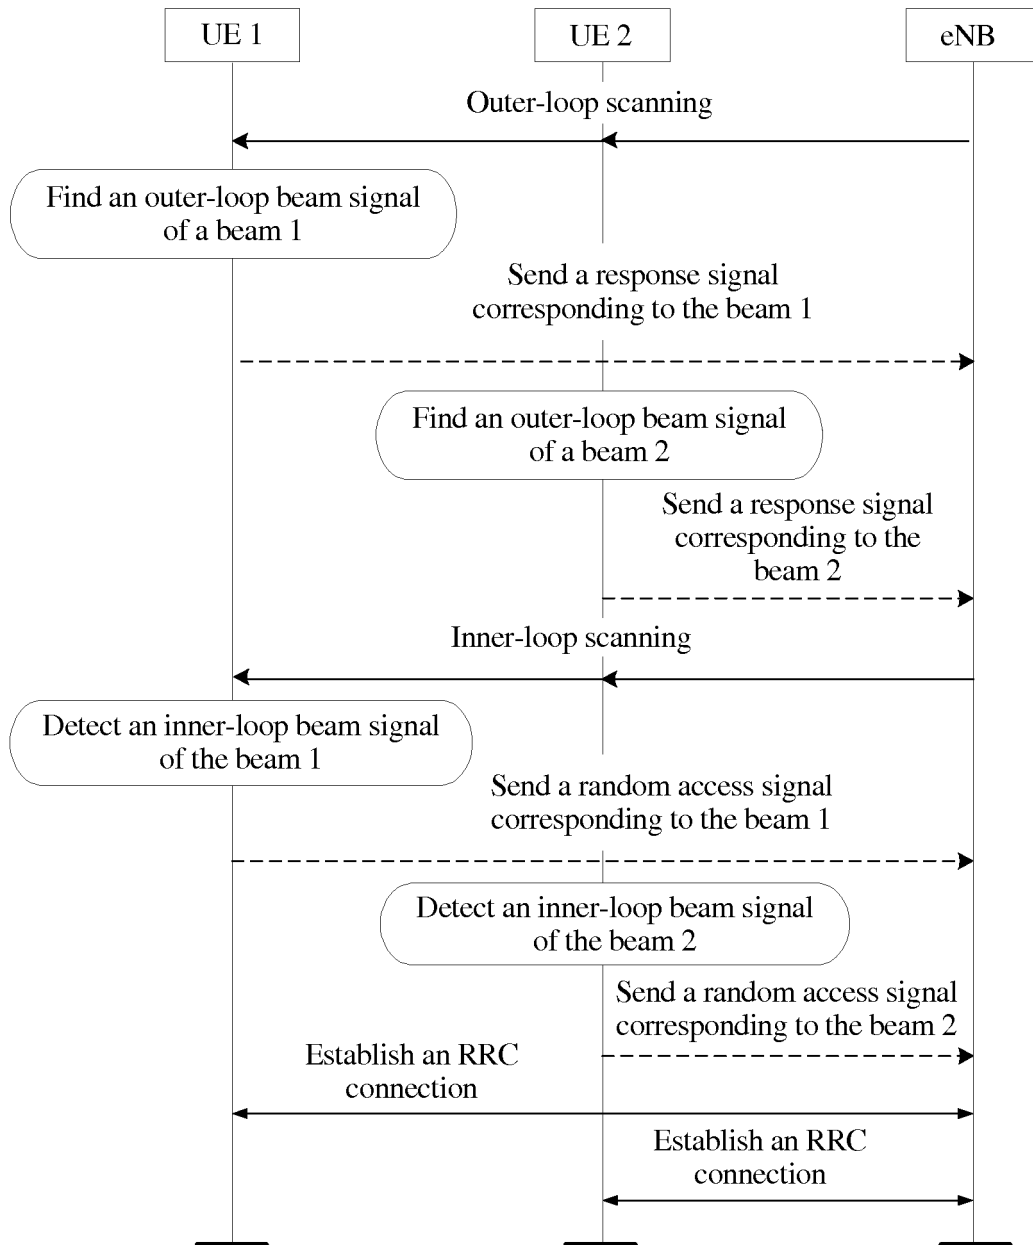 UE 1
UE 2
eNB
Outer-loop scanning
Find an outer-loop beam signal
of a beam 1
Send a response signal
corresponding to the beam 1
Find an outer-loop beam signal
of a beam 2
Send a response signal
corresponding to the
beam 2
Inner-loop scanning
Detect an inner-loop beam signal
of the beam 1
Send a random access signal
corresponding to the beam 1
Detect an inner-loop beam signal
of the beam 2
Send a random access signal
corresponding to the beam 2
Establish an RRC
connection
Establish an RRC
connection